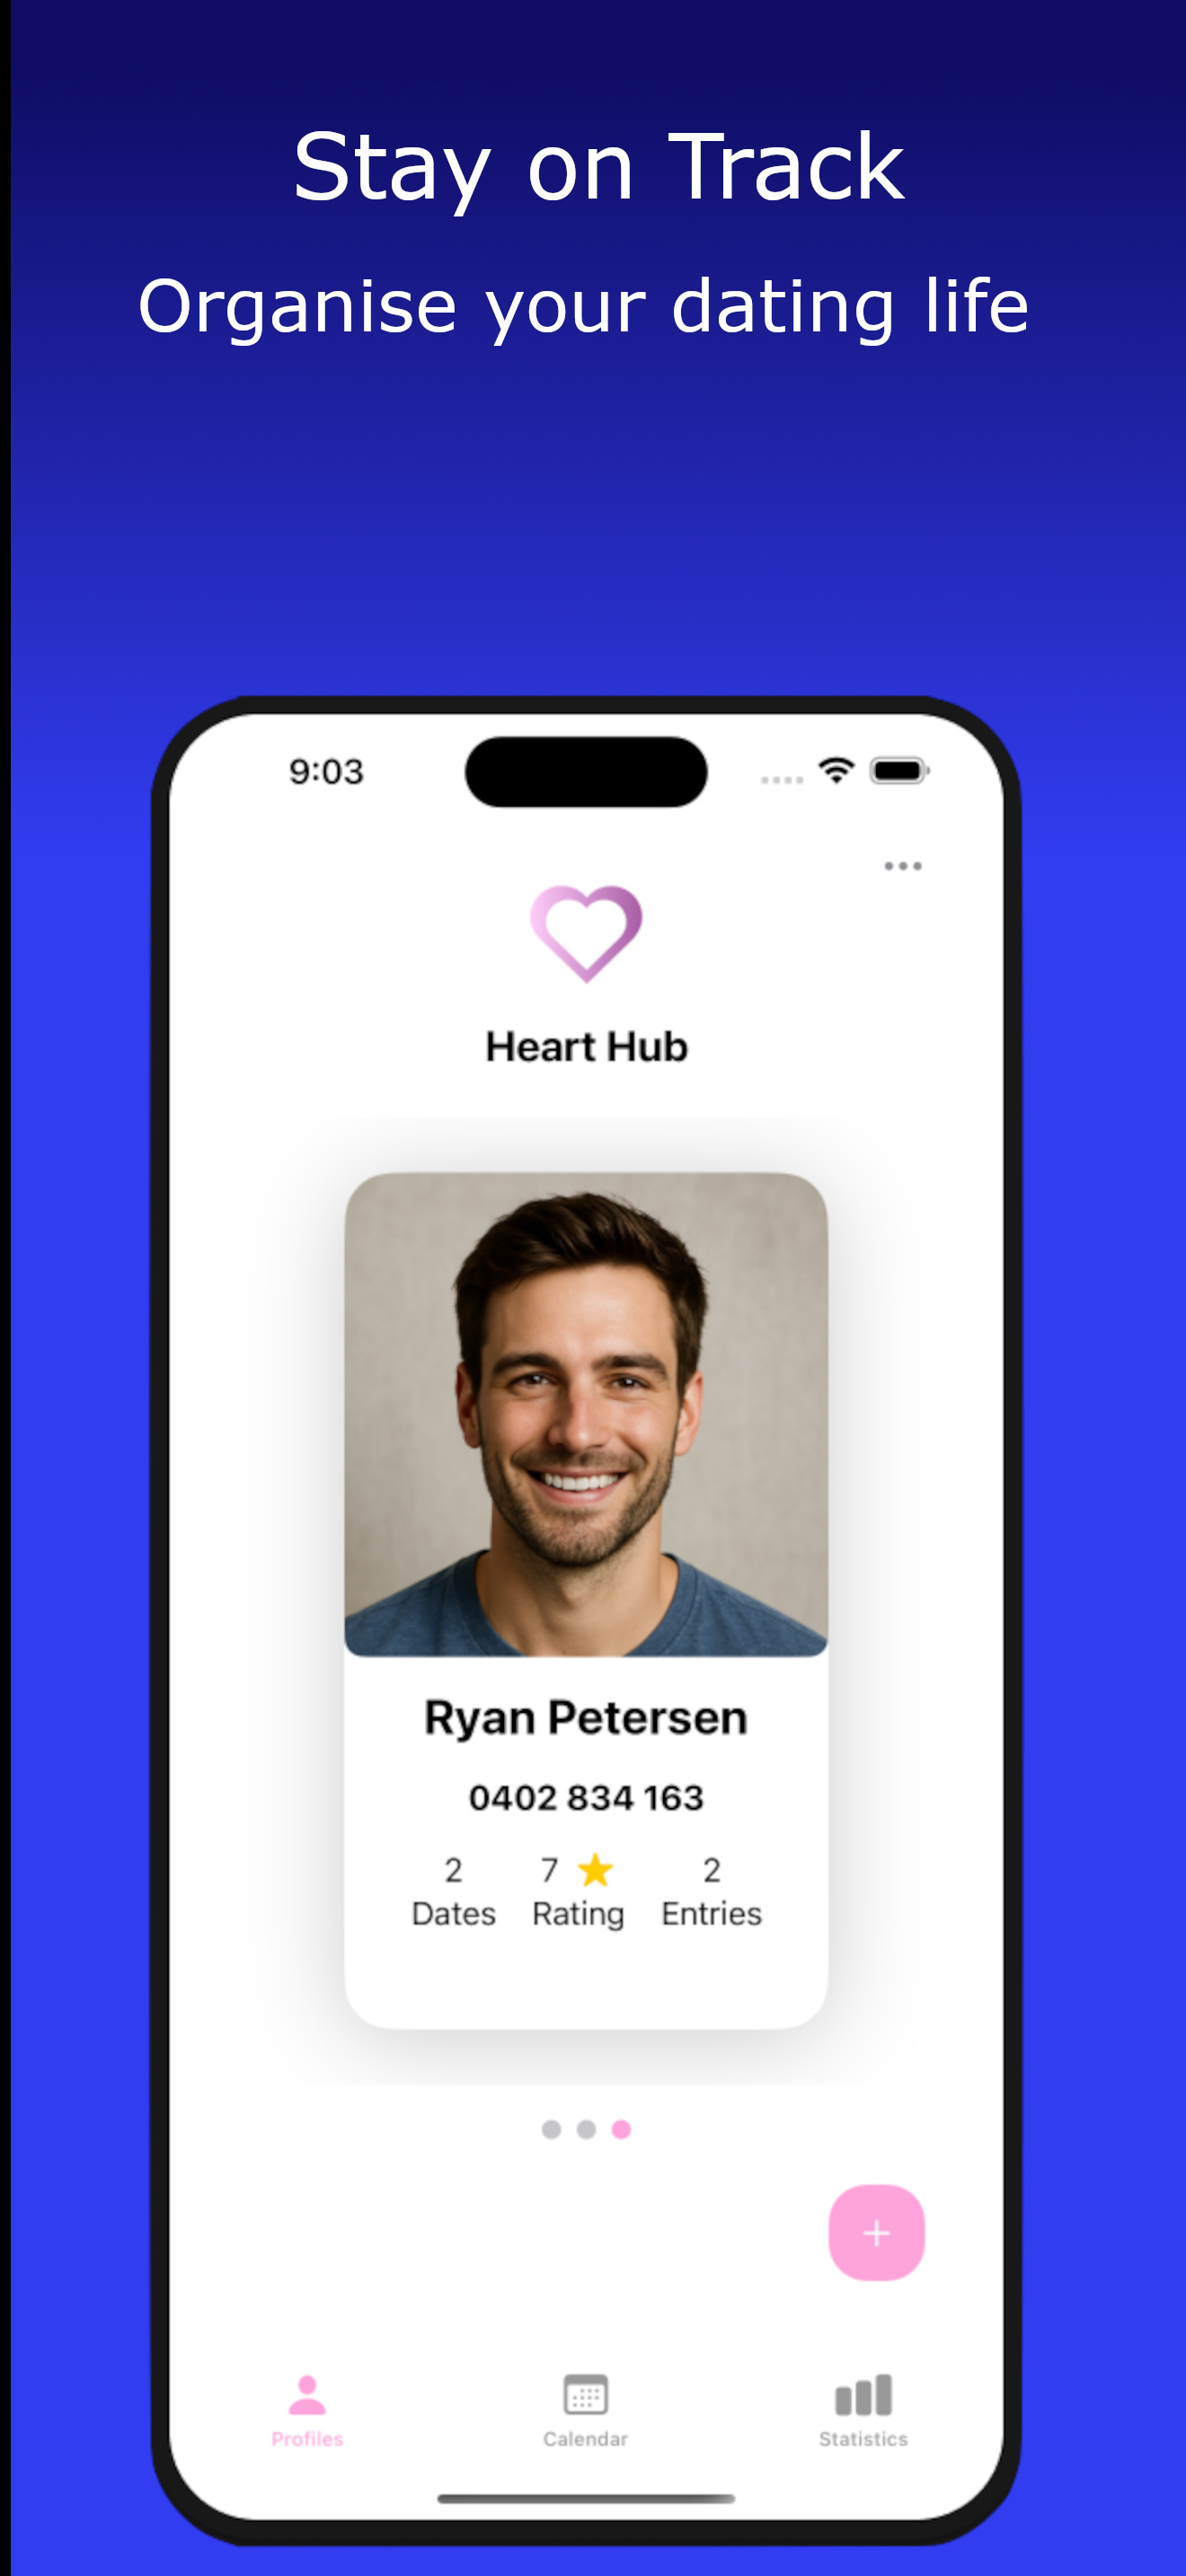 Stay on Track
Organise your dating life
9:03
Heart Hub
Ryan Petersen
0402 834 163
2 7 ⭐ 2
Dates Rating Entries
Profiles Calendar Statistics